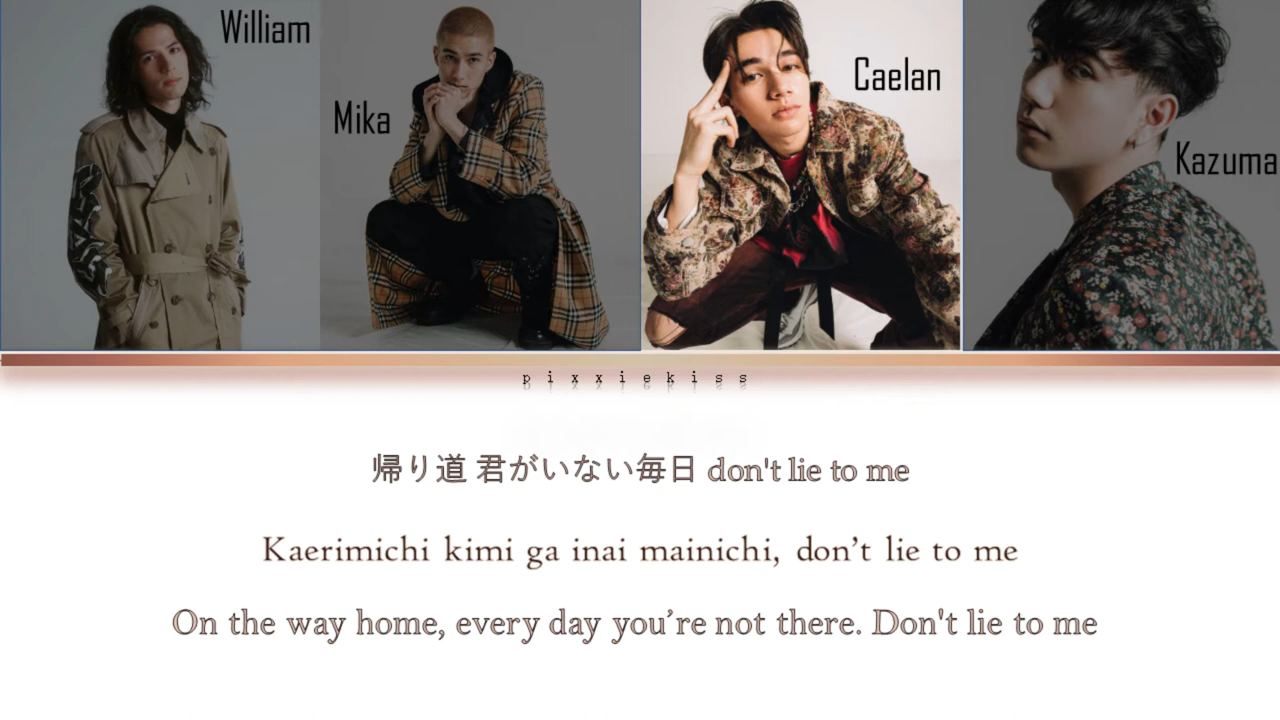 William
Mika
Caelan
Kazuma
pixxiekiss
帰り道 君がいない毎日 don't lie to me
Kaerimichi kimi ga inai mainichi, don’t lie to me
On the way home, every day you’re not there. Don't lie to me